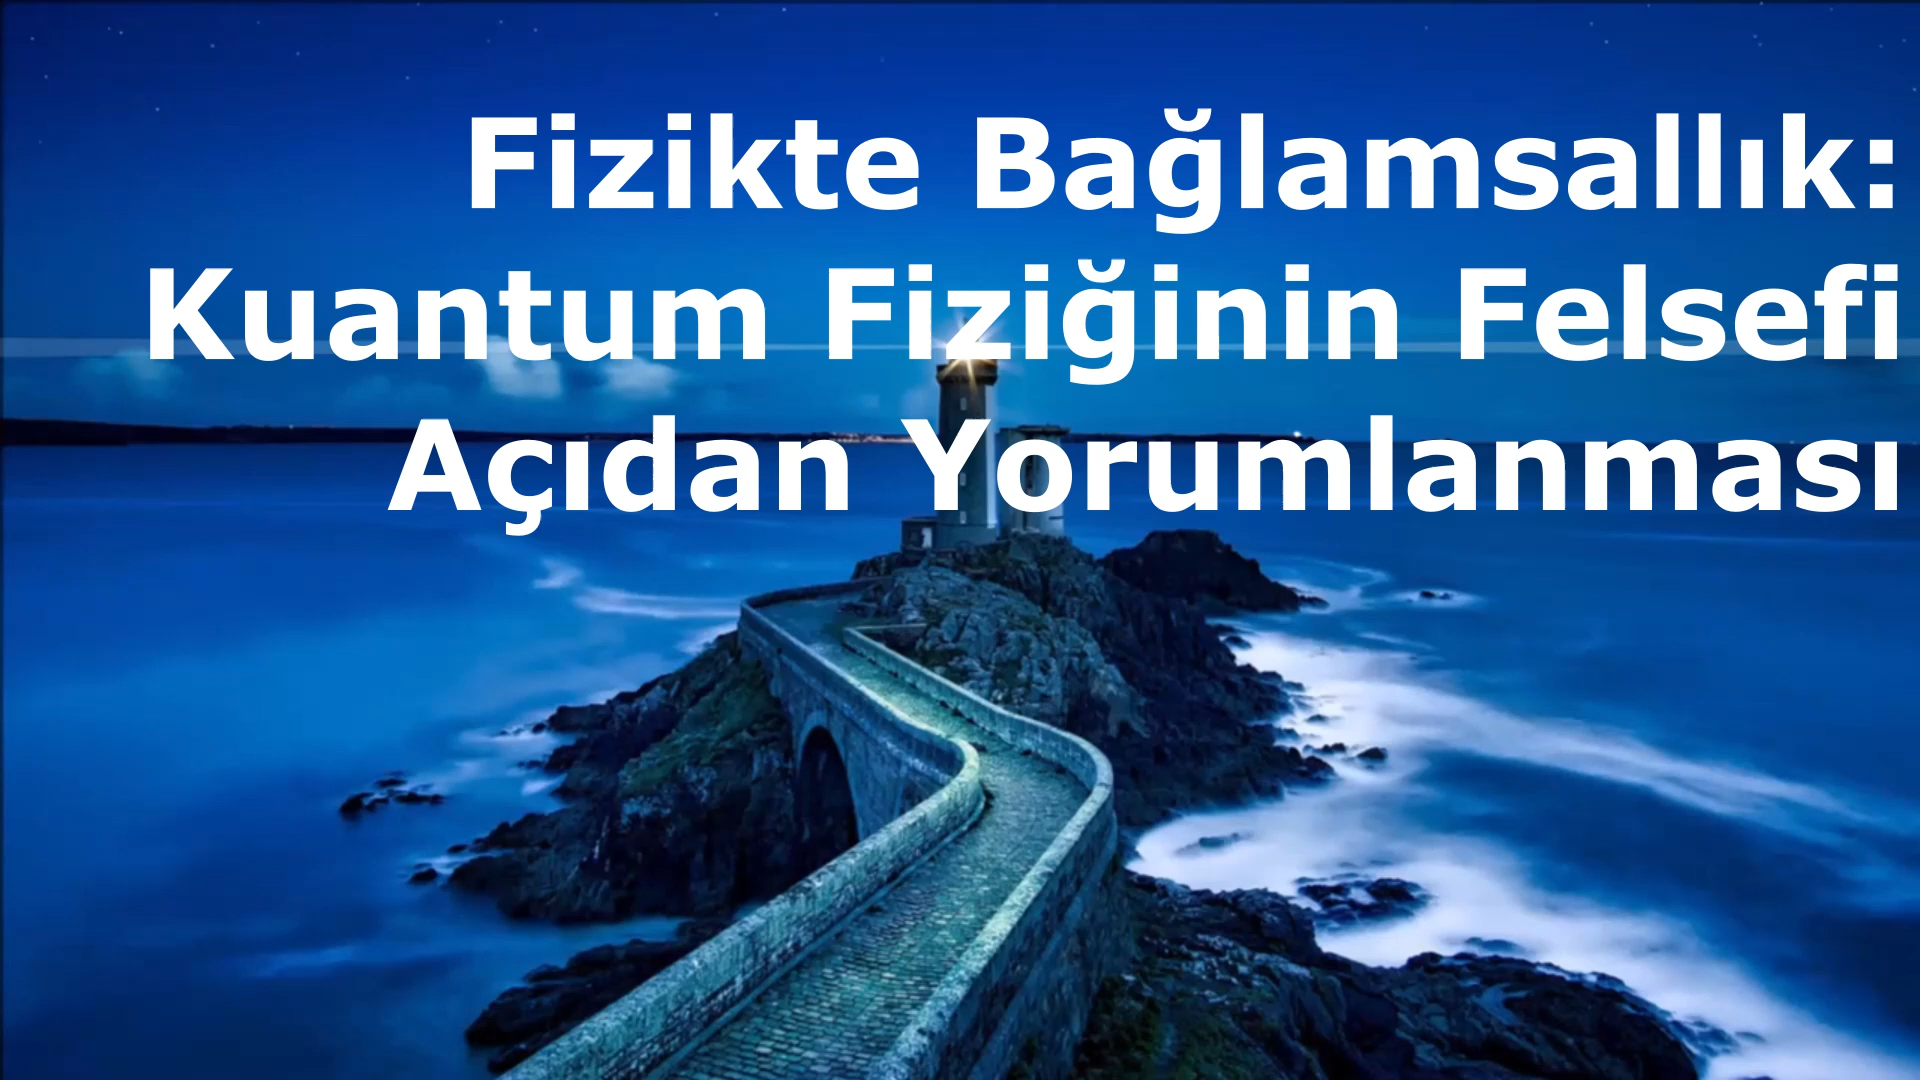 Fizikte Bağlamsallık:
Kuantum Fiziğinin Felsefi
Açıdan Yorumlanması